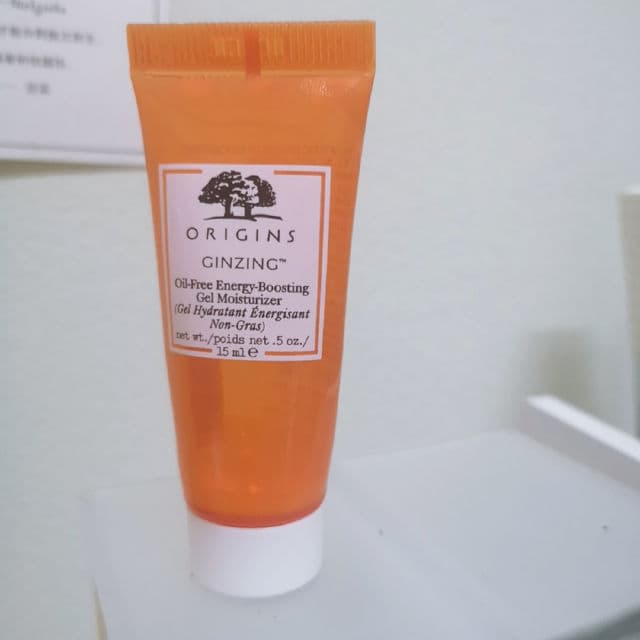 ORIGINS
GINZING™
Oil-Free Energy-Boosting
Gel Moisturizer
(Gel Hydratant Énergisant
Non-Gras)
net wt./poids net .5 oz./
15 ml ℮